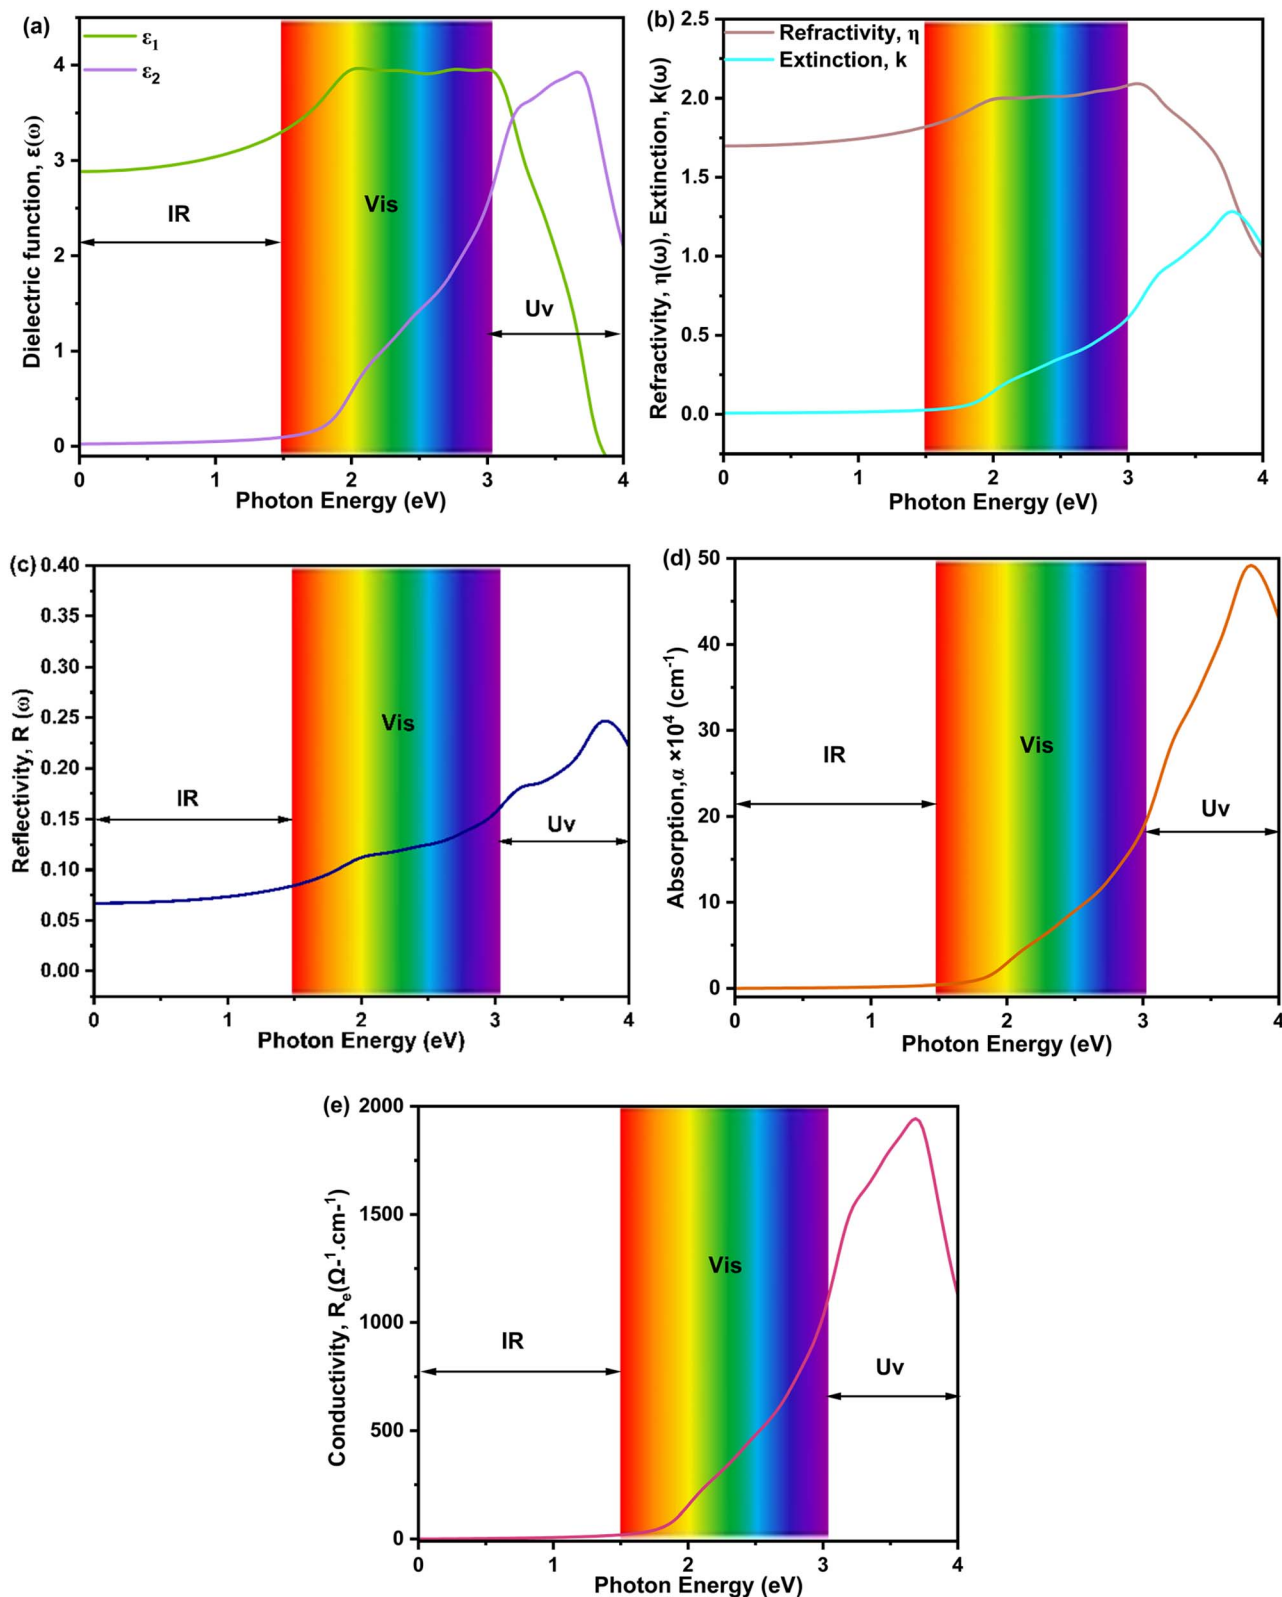 (a)
ε1
ε2
Dielectric function, ε(ω)
4
3
2
1
0
IR
Vis
Uv
0 1 2 3 4
Photon Energy (eV)
(b)
Refractivity, η
Extinction, k
Refractivity, η(ω), Extinction, k(ω)
2.5
2.0
1.5
1.0
0.5
0.0
0 1 2 3 4
Photon Energy (eV)
(c)
Reflectivity, R (ω)
0.40
0.35
0.30
0.25
0.20
0.15
0.10
0.05
0.00
IR
Vis
Uv
0 1 2 3 4
Photon Energy (eV)
(d)
Absorption,α ×10⁴ (cm⁻¹)
50
40
30
20
10
0
IR
Vis
Uv
0 1 2 3 4
Photon Energy (eV)
(e)
Conductivity, Re(Ω-¹.cm-¹)
2000
1500
1000
500
0
IR
Vis
Uv
0 1 2 3 4
Photon Energy (eV)